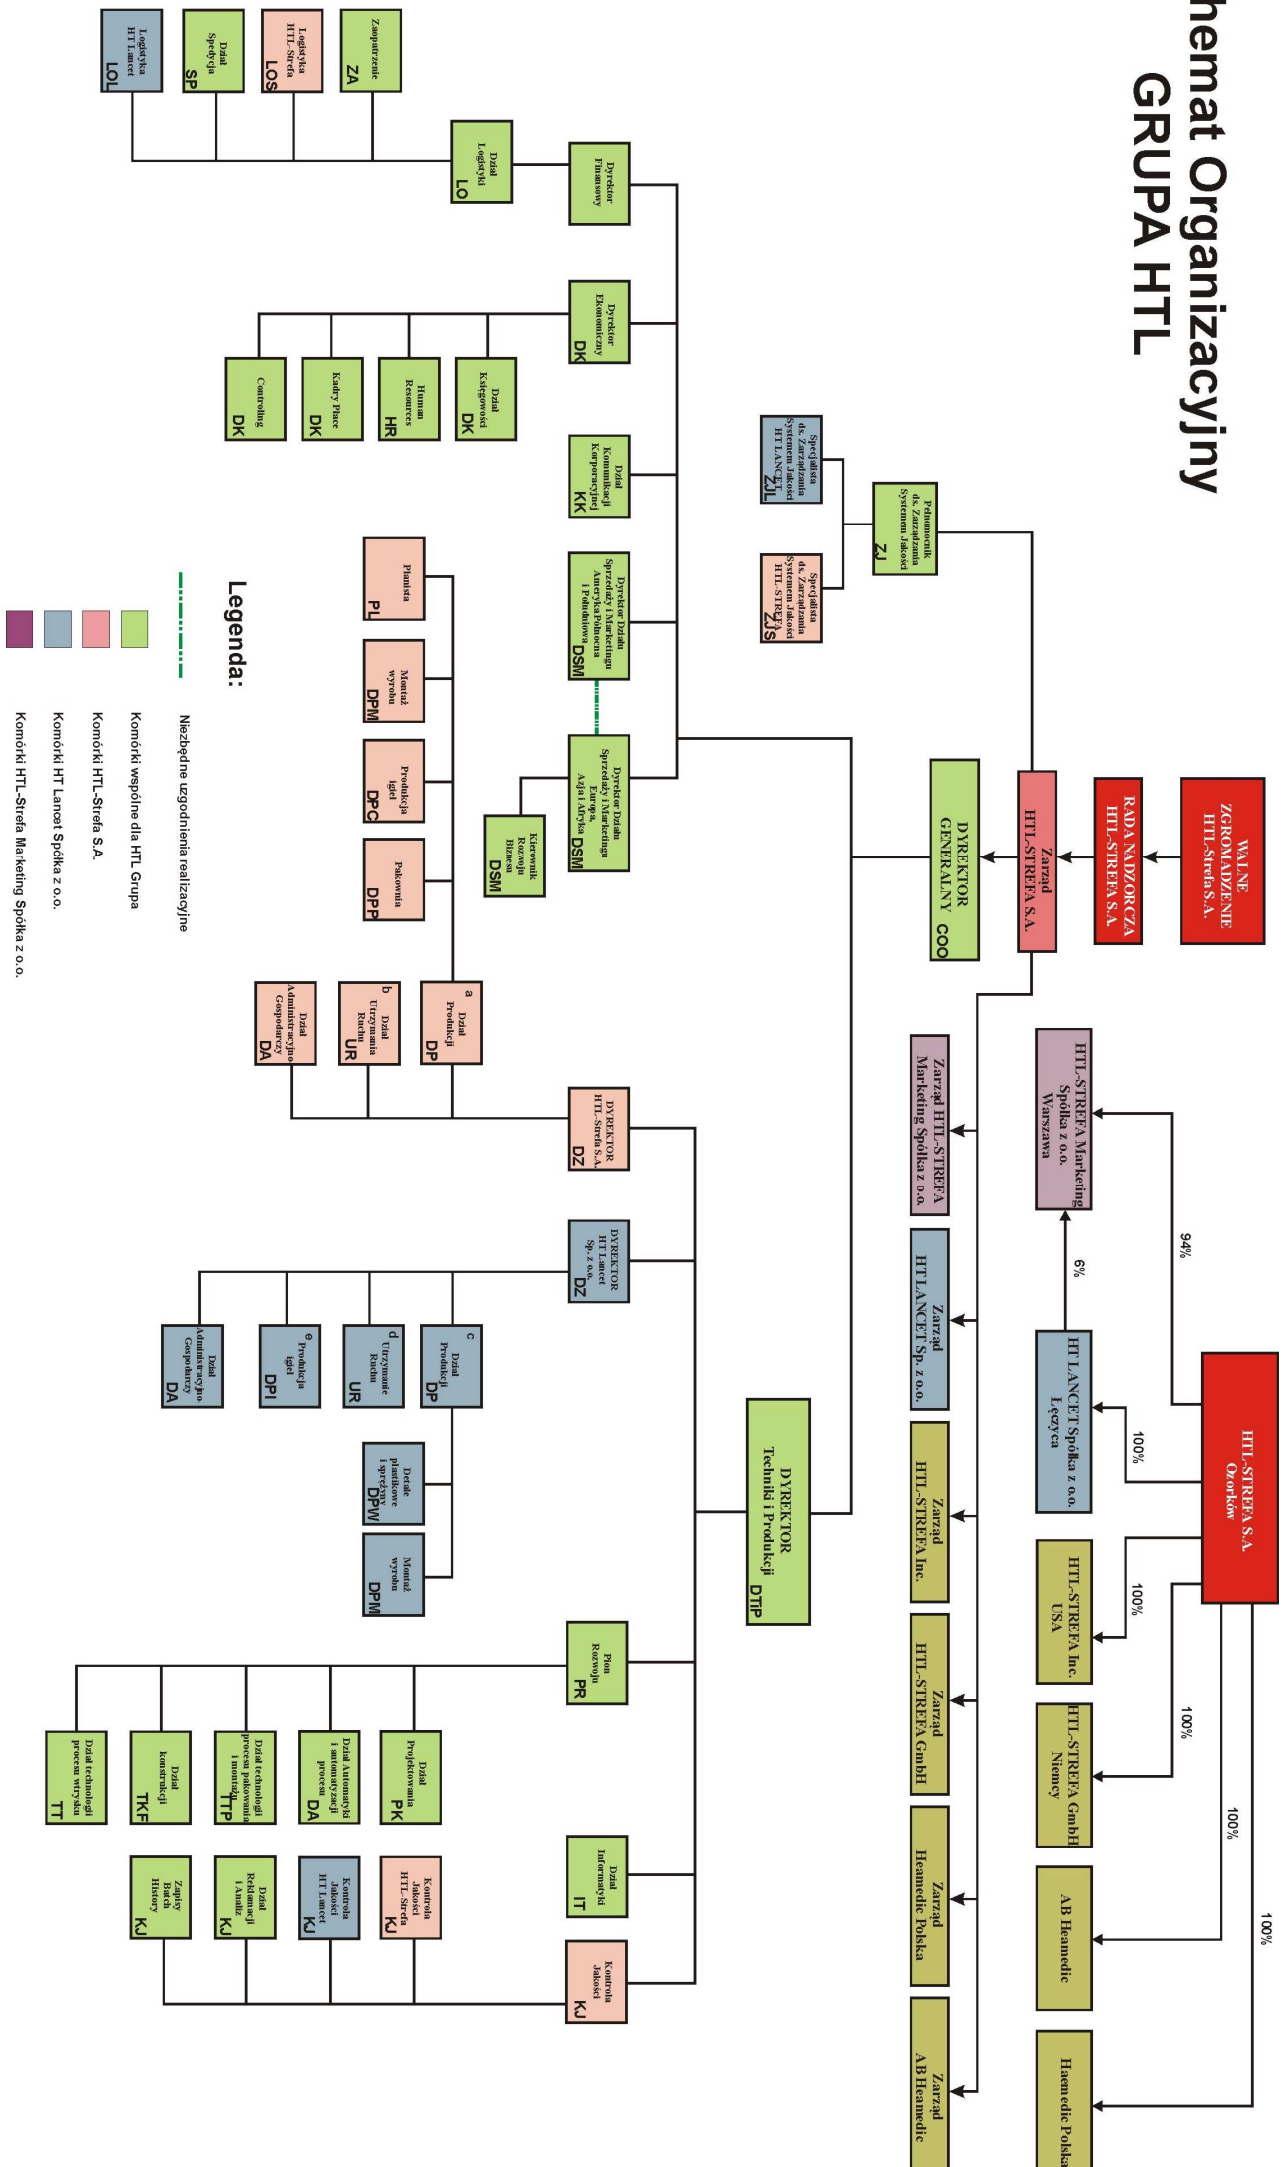 hemat Organizacyjny
GRUPA HTL
WALNE
ZGROMADZENIE
HTL-Strefa S.A.
RADA NADZORCZA
HTL-STREFA S.A.
Zarząd
HTL-STREFA S.A.
DYREKTOR
GENERALNY COO
Pełnomocnik
ds. Zarządzania
Systemem Jakości
ZJ
Specjalista
ds. Zarządzania
Systemem Jakości
HT LANCET
ZJL
Specjalista
ds. Zarządzania
Systemem Jakości
HTL-STREFA
ZJS
HTL-STREFA S.A.
Ozorków
94%
6%
100%
100%
100%
100%
100%
HTL-STREFA Marketing
Spółka z o.o.
Warszawa
HT LANCET Spółka z o.o.
Łęczyca
HTL-STREFA Inc.
USA
HTL-STREFA GmbH
Niemcy
AB Heamedic
Haemedic Polska
Zarząd HTL-STREFA
Marketing Spółka z o.o.
Zarząd
HT LANCET Sp. z o.o.
Zarząd
HTL-STREFA Inc.
Zarząd
HTL-STREFA GmbH
Zarząd
Heamedic Polska
Zarząd
AB Heamedic
Dyrektor
Finansowy
Dział
Logistyki
LO
Zaopatrzenie
ZA
Logistyka
HTL-Strefa
LOS
Dział
Spedycja
SP
Logistyka
HT Lancet
LOL
Dyrektor
Ekonomiczny
DK
Dział
Księgowości
DK
Human
Resources
HR
Kadry Płace
DK
Controling
DK
Dział
Komunikacji
Korporacyjnej
KK
Dyrektor Działu
Sprzedaży i Marketingu
Ameryka Północna
i Południowa
DSM
Dyrektor Działu
Sprzedaży i Marketingu
Europa,
Azja i Afryka
DSM
Kierownik
Rozwoju
Biznesu
DSM
DYREKTOR
Techniki i Produkcji
DTiP
DYREKTOR
HTL-Strefa S.A.
DZ
a Dział
Produkcji
DP
b Dział
Utrzymania
Ruchu
UR
Dział
Administracyjno
Gospodarczy
DA
Planista
PL
Montaż
wyrobu
DPM
Produkcja
igieł
DPC
Pakownia
DPP
DYREKTOR
HT Lancet
Sp. z o.o.
DZ
c Dział
Produkcji
DP
d Utrzymanie
Ruchu
UR
e Produkcja
igieł
DPI
Dział
Administracyjno-
Gospodarczy
DA
Detale
plastikowe
i sprężyny
DPW
Montaż
wyrobu
DPM
Pion
Rozwoju
PR
Dział
Projektowania
PK
Dział Automatyki
i automatyzacji
procesu
DA
Dział technologii
procesu pakowania
i montażu
TTP
Dział
konstrukcji
TKF
Dział technologii
procesu wtrysku
TT
Dział
Informatyki
IT
Kontrola
Jakości
KJ
Kontrola
Jakości
HTL-Strefa
KJ
Kontrola
Jakości
HT Lancet
KJ
Dział
Reklamacji
i Analiz
KJ
Zapisy
Batch
History
KJ
Legenda:
Niezbędne uzgodnienia realizacyjne
Komórki wspólne dla HTL Grupa
Komórki HTL-Strefa S.A.
Komórki HT Lancet Spółka z o.o.
Komórki HTL-Strefa Marketing Spółka z o.o.